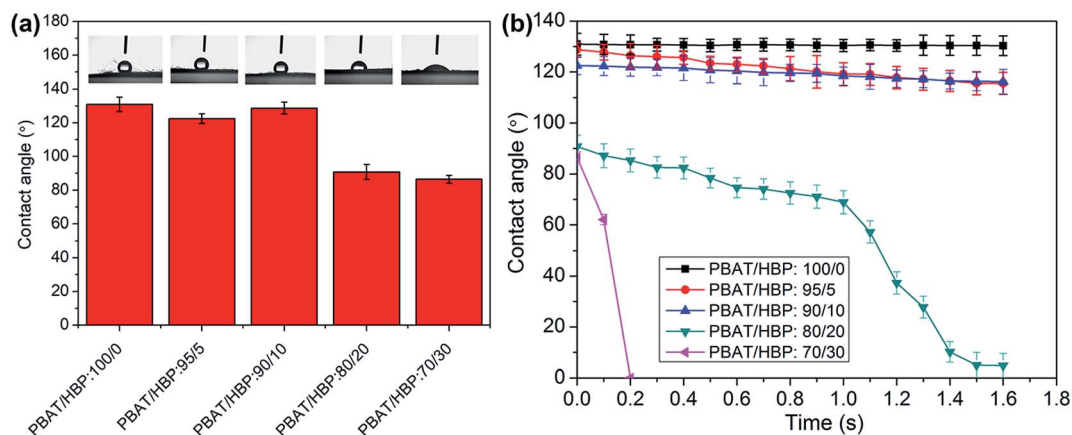 (a)
180
160
140
120
100
80
60
40
20
0
Contact angle (°)
PBAT/HBP:100/0
PBAT/HBP:95/5
PBAT/HBP:90/10
PBAT/HBP:80/20
PBAT/HBP:70/30
(b)
140
120
100
80
60
40
20
0
Contact angle (°)
PBAT/HBP: 100/0
PBAT/HBP: 95/5
PBAT/HBP: 90/10
PBAT/HBP: 80/20
PBAT/HBP: 70/30
0.0 0.2 0.4 0.6 0.8 1.0 1.2 1.4 1.6 1.8
Time (s)